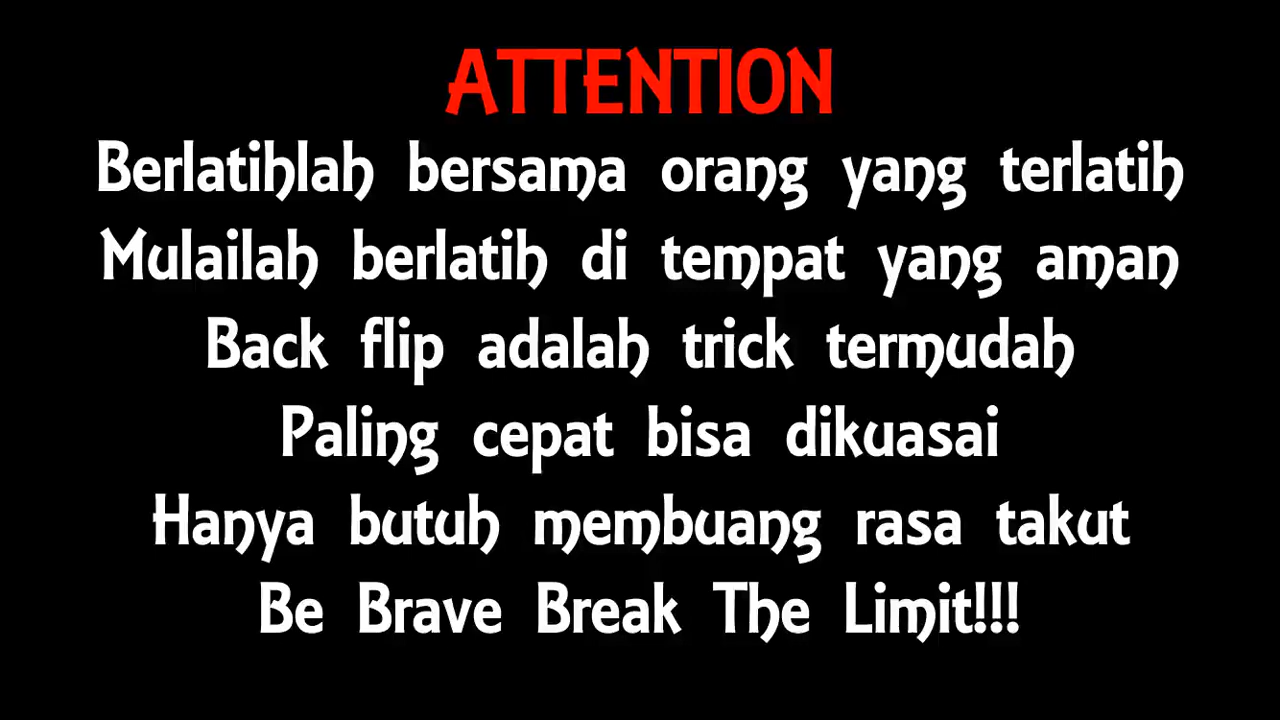 ATTENTION
Berlatihlah bersama orang yang terlatih
Mulailah berlatih di tempat yang aman
Back flip adalah trick termudah
Paling cepat bisa dikuasai
Hanya butuh membuang rasa takut
Be Brave Break The Limit!!!